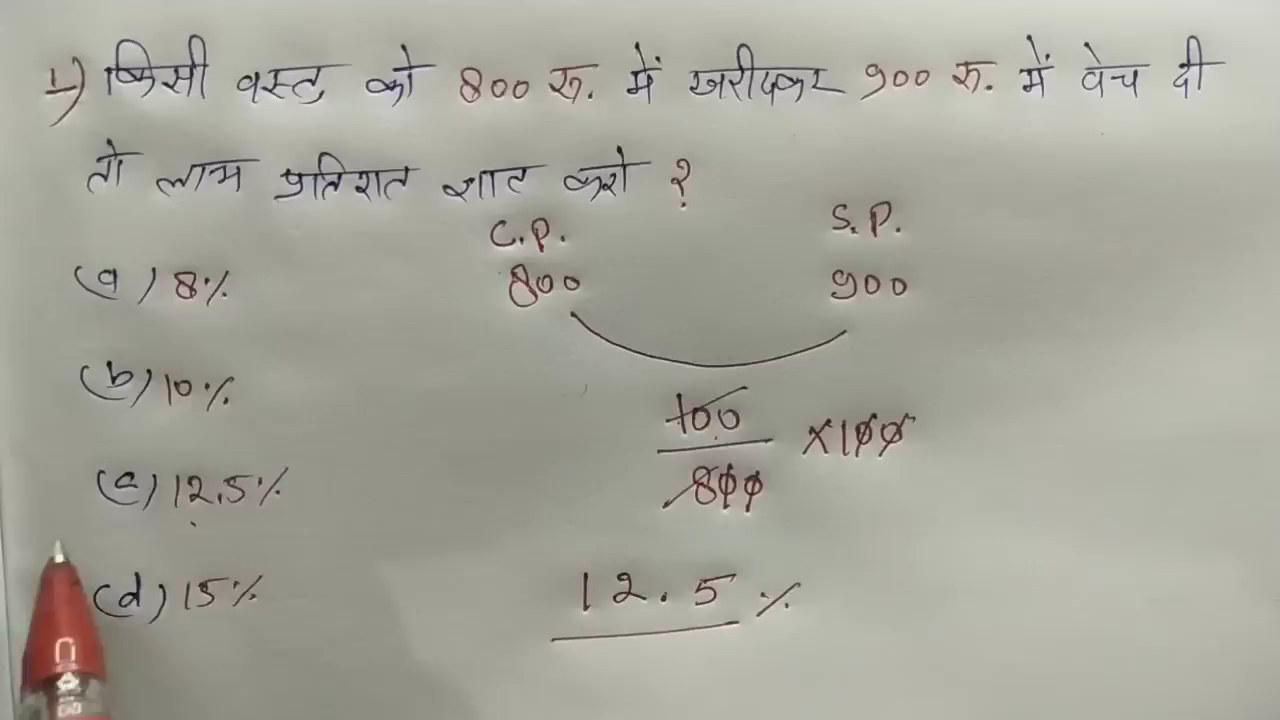 1) किसी वस्तु को 800 रु. में खरीदकर 900 रु. में बेच दी
तो लाभ प्रतिशत ज्ञात करो ?
C.P. S.P.
(a) 8% 800 900
(b) 10% 100
800 ×100
(c) 12.5%
(d) 15% 12.5 %